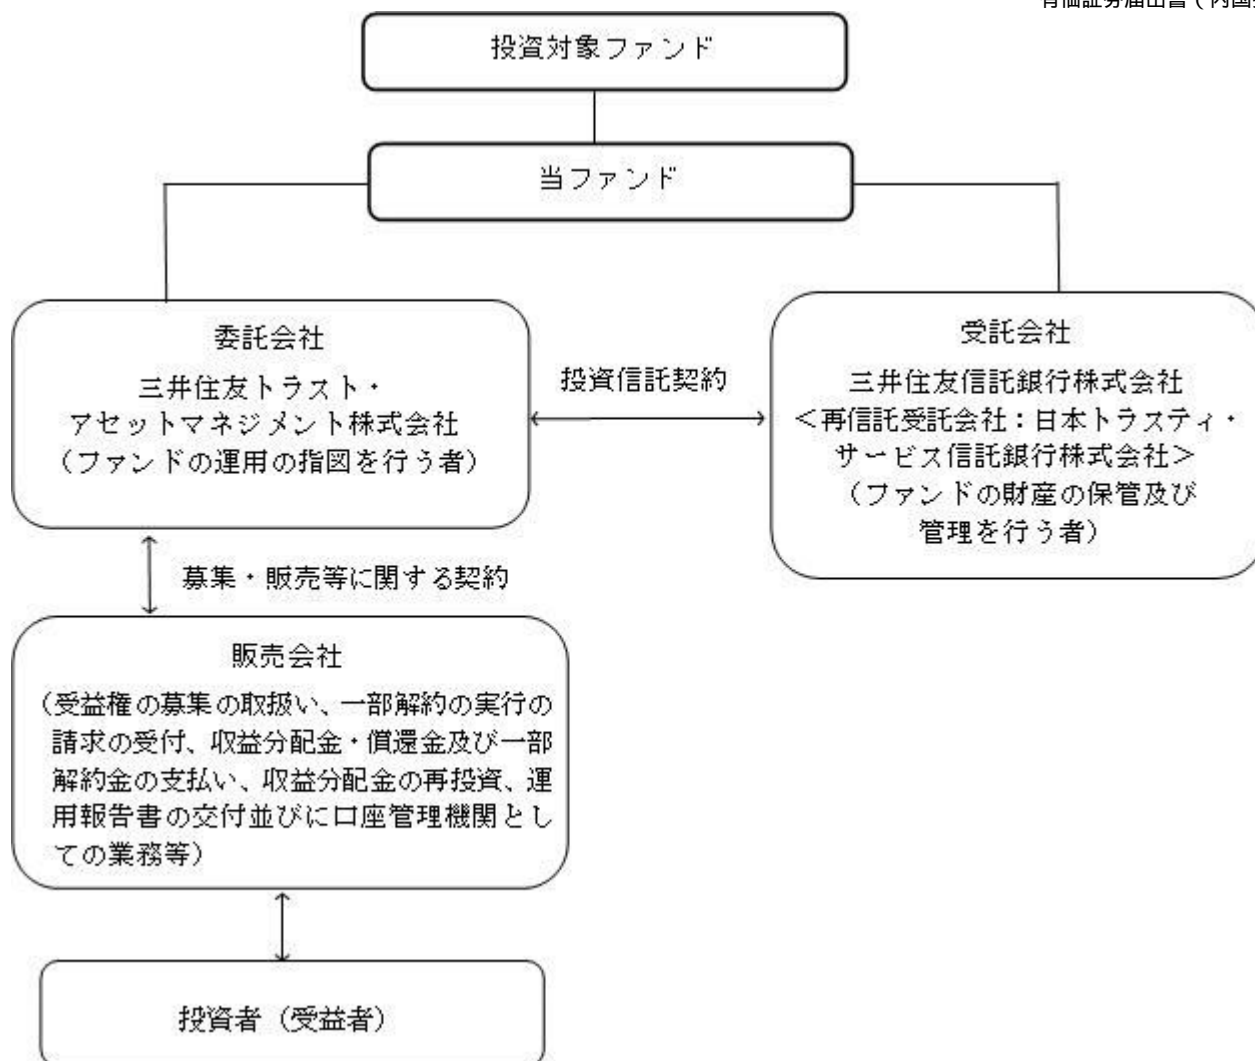 有価証券届出書（内国
投資対象ファンド
当ファンド
委託会社
三井住友トラスト・
アセットマネジメント株式会社
（ファンドの運用の指図を行う者）
投資信託契約
受託会社
三井住友信託銀行株式会社
＜再信託受託会社：日本トラスティ・
サービス信託銀行株式会社＞
（ファンドの財産の保管及び
管理を行う者）
募集・販売等に関する契約
販売会社
（受益権の募集の取扱い、一部解約の実行の
請求の受付、収益分配金・償還金及び一部
解約金の支払い、収益分配金の再投資、運
用報告書の交付並びに口座管理機関とし
ての業務等）
投資者（受益者）